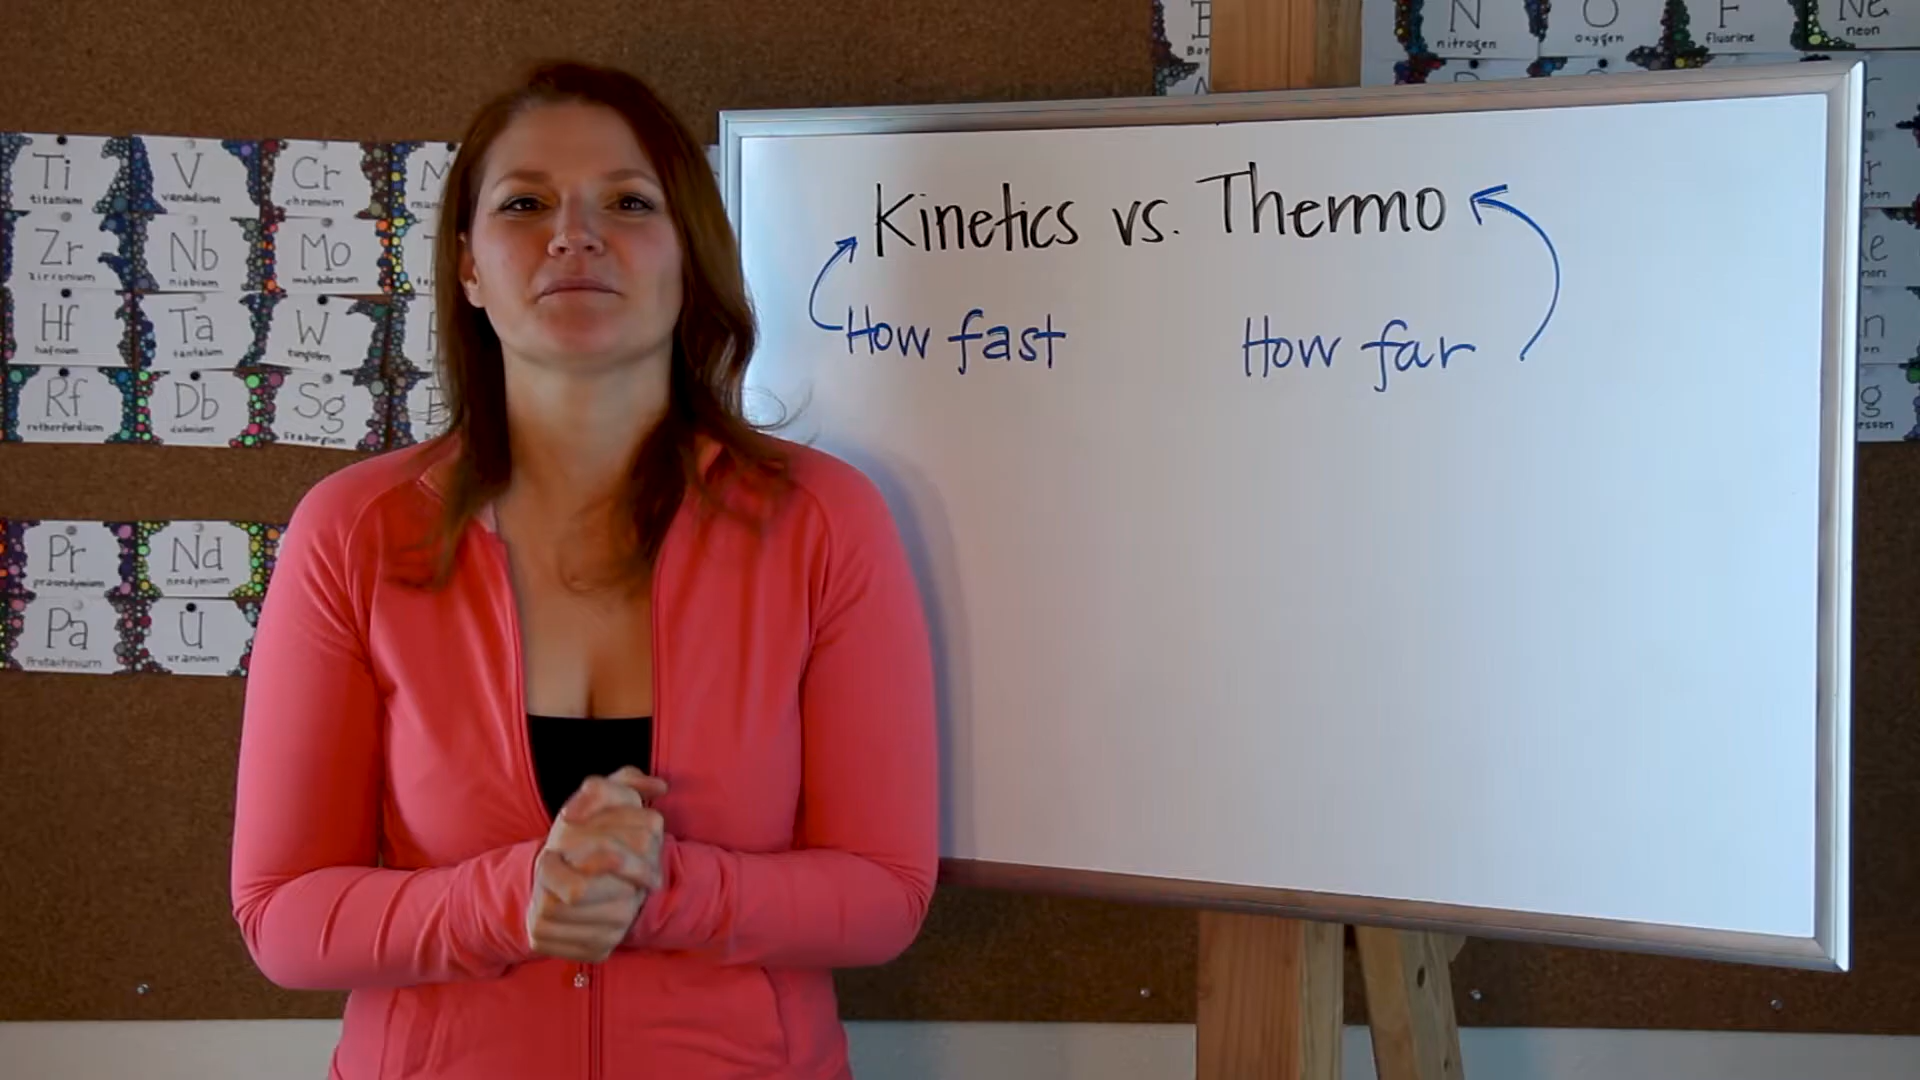 Kinetics vs. Thermo
How fast
How far
N
nitrogen
O
oxygen
F
fluorine
Ne
neon
Ti
titanium
V
vanadium
Cr
chromium
Zr
zirconium
Nb
niobium
Mo
molybdenum
Hf
hafnium
Ta
tantalum
W
tungsten
Rf
rutherfordium
Db
dubnium
Sg
seaborgium
Pr
praseodymium
Nd
neodymium
Pa
Protactinium
U
uranium